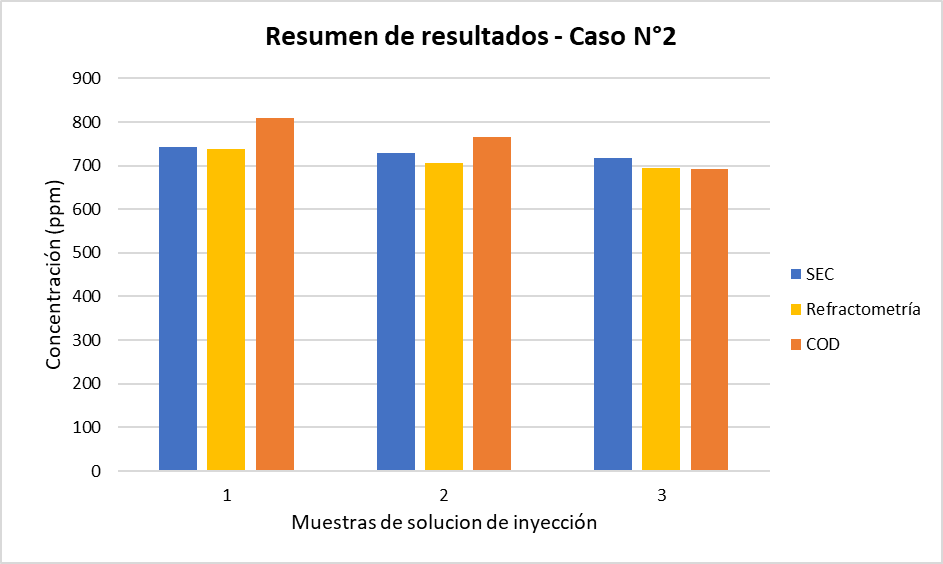 Resumen de resultados - Caso N°2
900
800
700
600
500
400
300
200
100
0
Concentración (ppm)
1 2 3
Muestras de solucion de inyección
SEC
Refractometría
COD